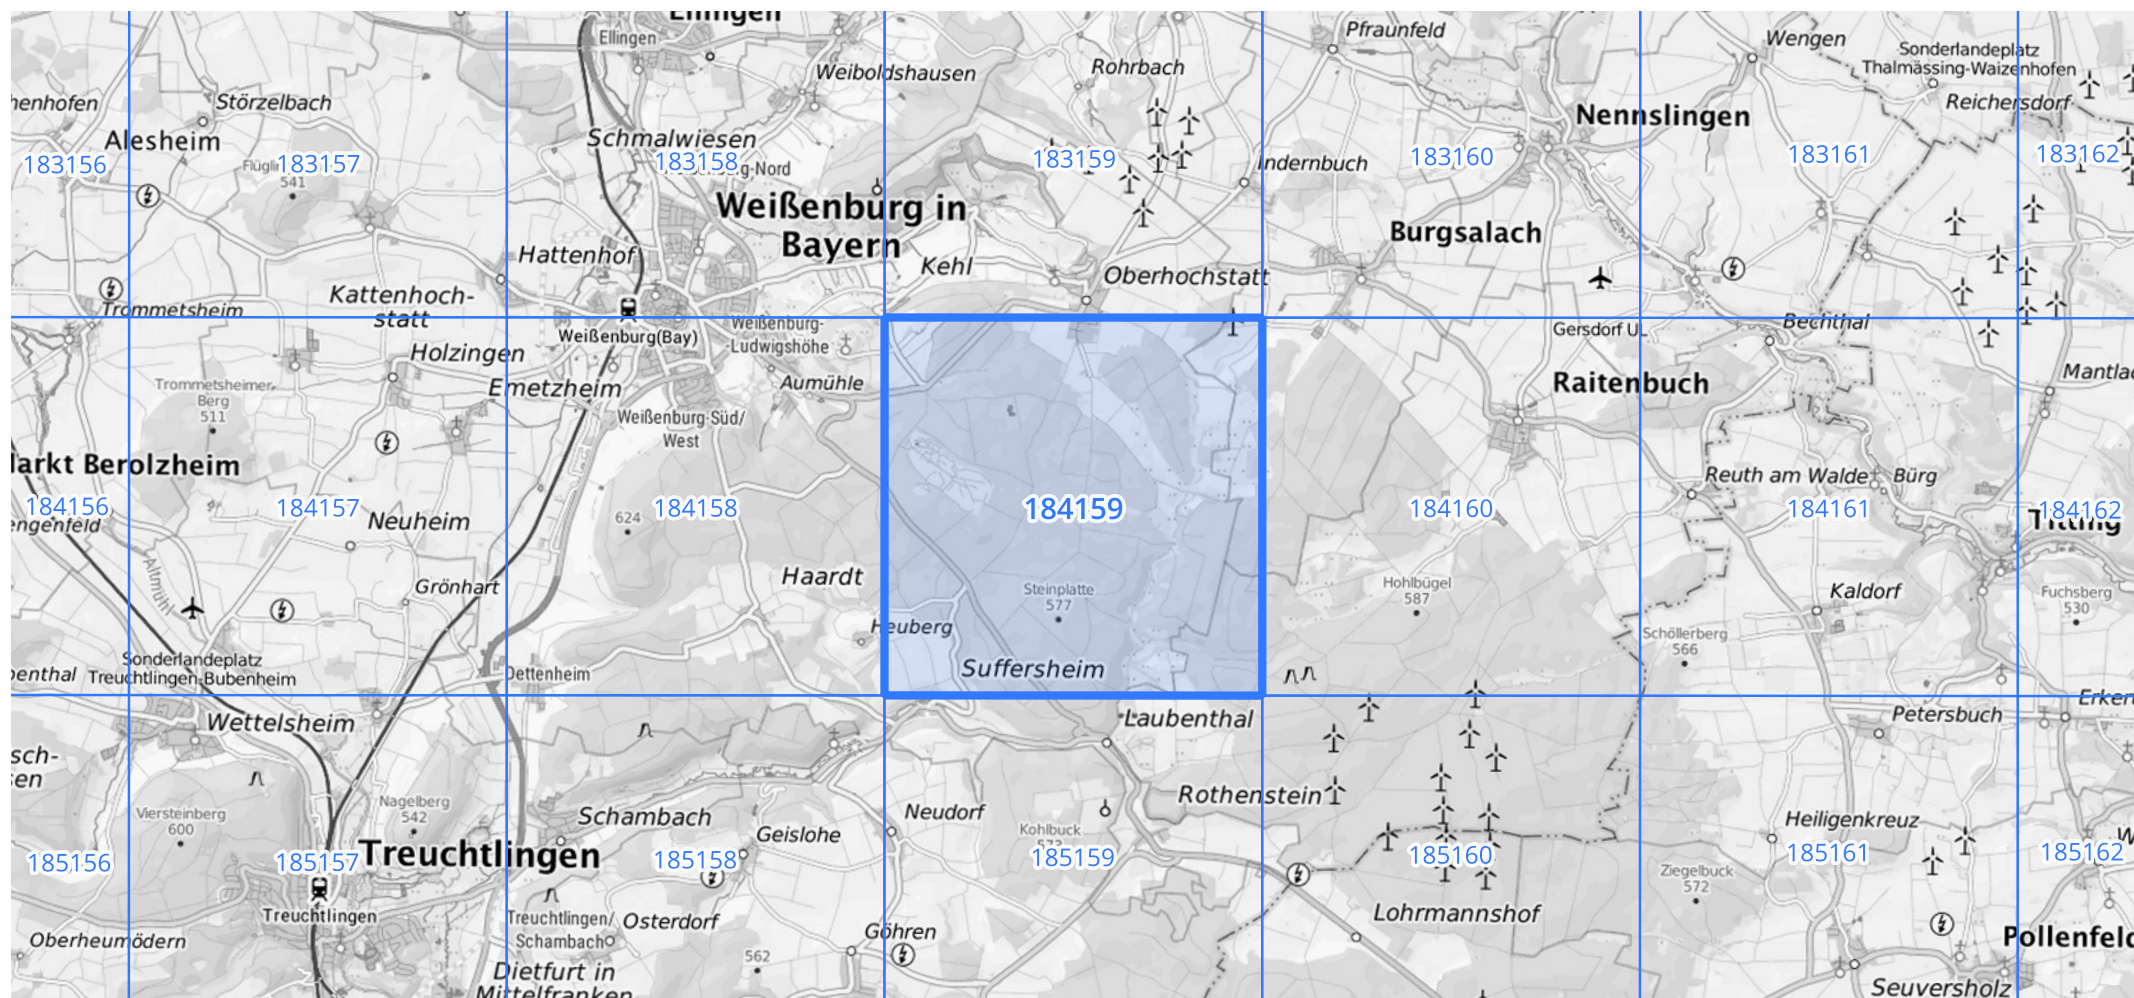 Ellingen
Ellingen
Pfraunfeld
Wengen
Sonderlandeplatz
Thalmässing-Waizenhofen
Weiboldshausen
Rohrbach
Störzelbach
Reichersdorf
Nennslingen
Alesheim
Schmalwiesen
183156
183157
541
183158
183159
Indernbuch
183160
183161
183162
Weißenburg in
Bayern
Burgsalach
Hattenhof
Kehl
Oberhochstatt
Kattenhoch-
statt
Trommetsheim
Weißenburg(Bay)
Weißenburg-
-Ludwigshöhe
Gersdorf UL
Bechthal
Holzingen
Emetzheim
Aumühle
Raitenbuch
Trommetsheimer
Berg
511
Weißenburg-Süd/
West
Markt Berolzheim
Reuth am Walde
Bürg
184156
184157
Neuheim
624
184158
184159
184160
184161
184162
Titting
Altmühl
Grönhart
Haardt
Steinplatte
577
Hohlbügel
587
Kaldorf
Fuchsberg
530
Heuberg
Schöllerberg
566
Sonderlandeplatz
Treuchtlingen-Bubenheim
Dettenheim
Suffersheim
Wettelsheim
Laubenthal
Petersbuch
Viersteinberg
600
Nagelberg
542
Schambach
Geislohe
Neudorf
Kohlbuck
Rothenstein
Heiligenkreuz
185156
185157
Treuchtlingen
185158
185159
185160
185161
185162
Ziegelbuck
572
Treuchtlingen
Treuchtlingen/
Schambach
Osterdorf
Göhren
Lohrmannshof
Oberheumödern
562
Pollenfeld
Dietfurt in
Mittelfranken
Seuversholz